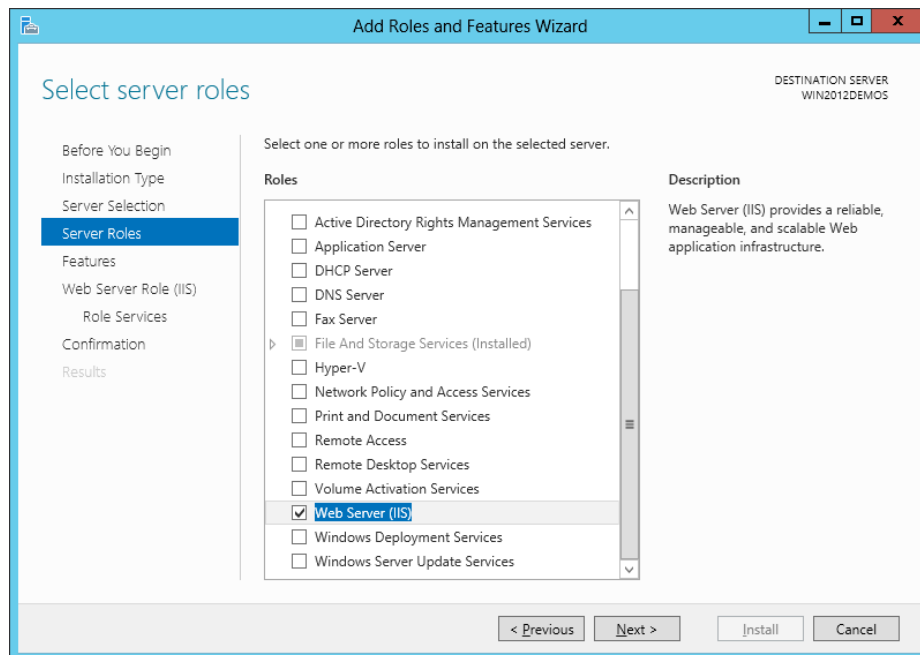 Add Roles and Features Wizard
Select server roles
DESTINATION SERVER
WIN2012DEMOS
Before You Begin
Installation Type
Server Selection
Server Roles
Features
Web Server Role (IIS)
Role Services
Confirmation
Results
Select one or more roles to install on the selected server.
Roles
Active Directory Rights Management Services
Application Server
DHCP Server
DNS Server
Fax Server
File And Storage Services (Installed)
Hyper-V
Network Policy and Access Services
Print and Document Services
Remote Access
Remote Desktop Services
Volume Activation Services
Web Server (IIS)
Windows Deployment Services
Windows Server Update Services
Description
Web Server (IIS) provides a reliable,
manageable, and scalable Web
application infrastructure.
< Previous
Next >
Install
Cancel